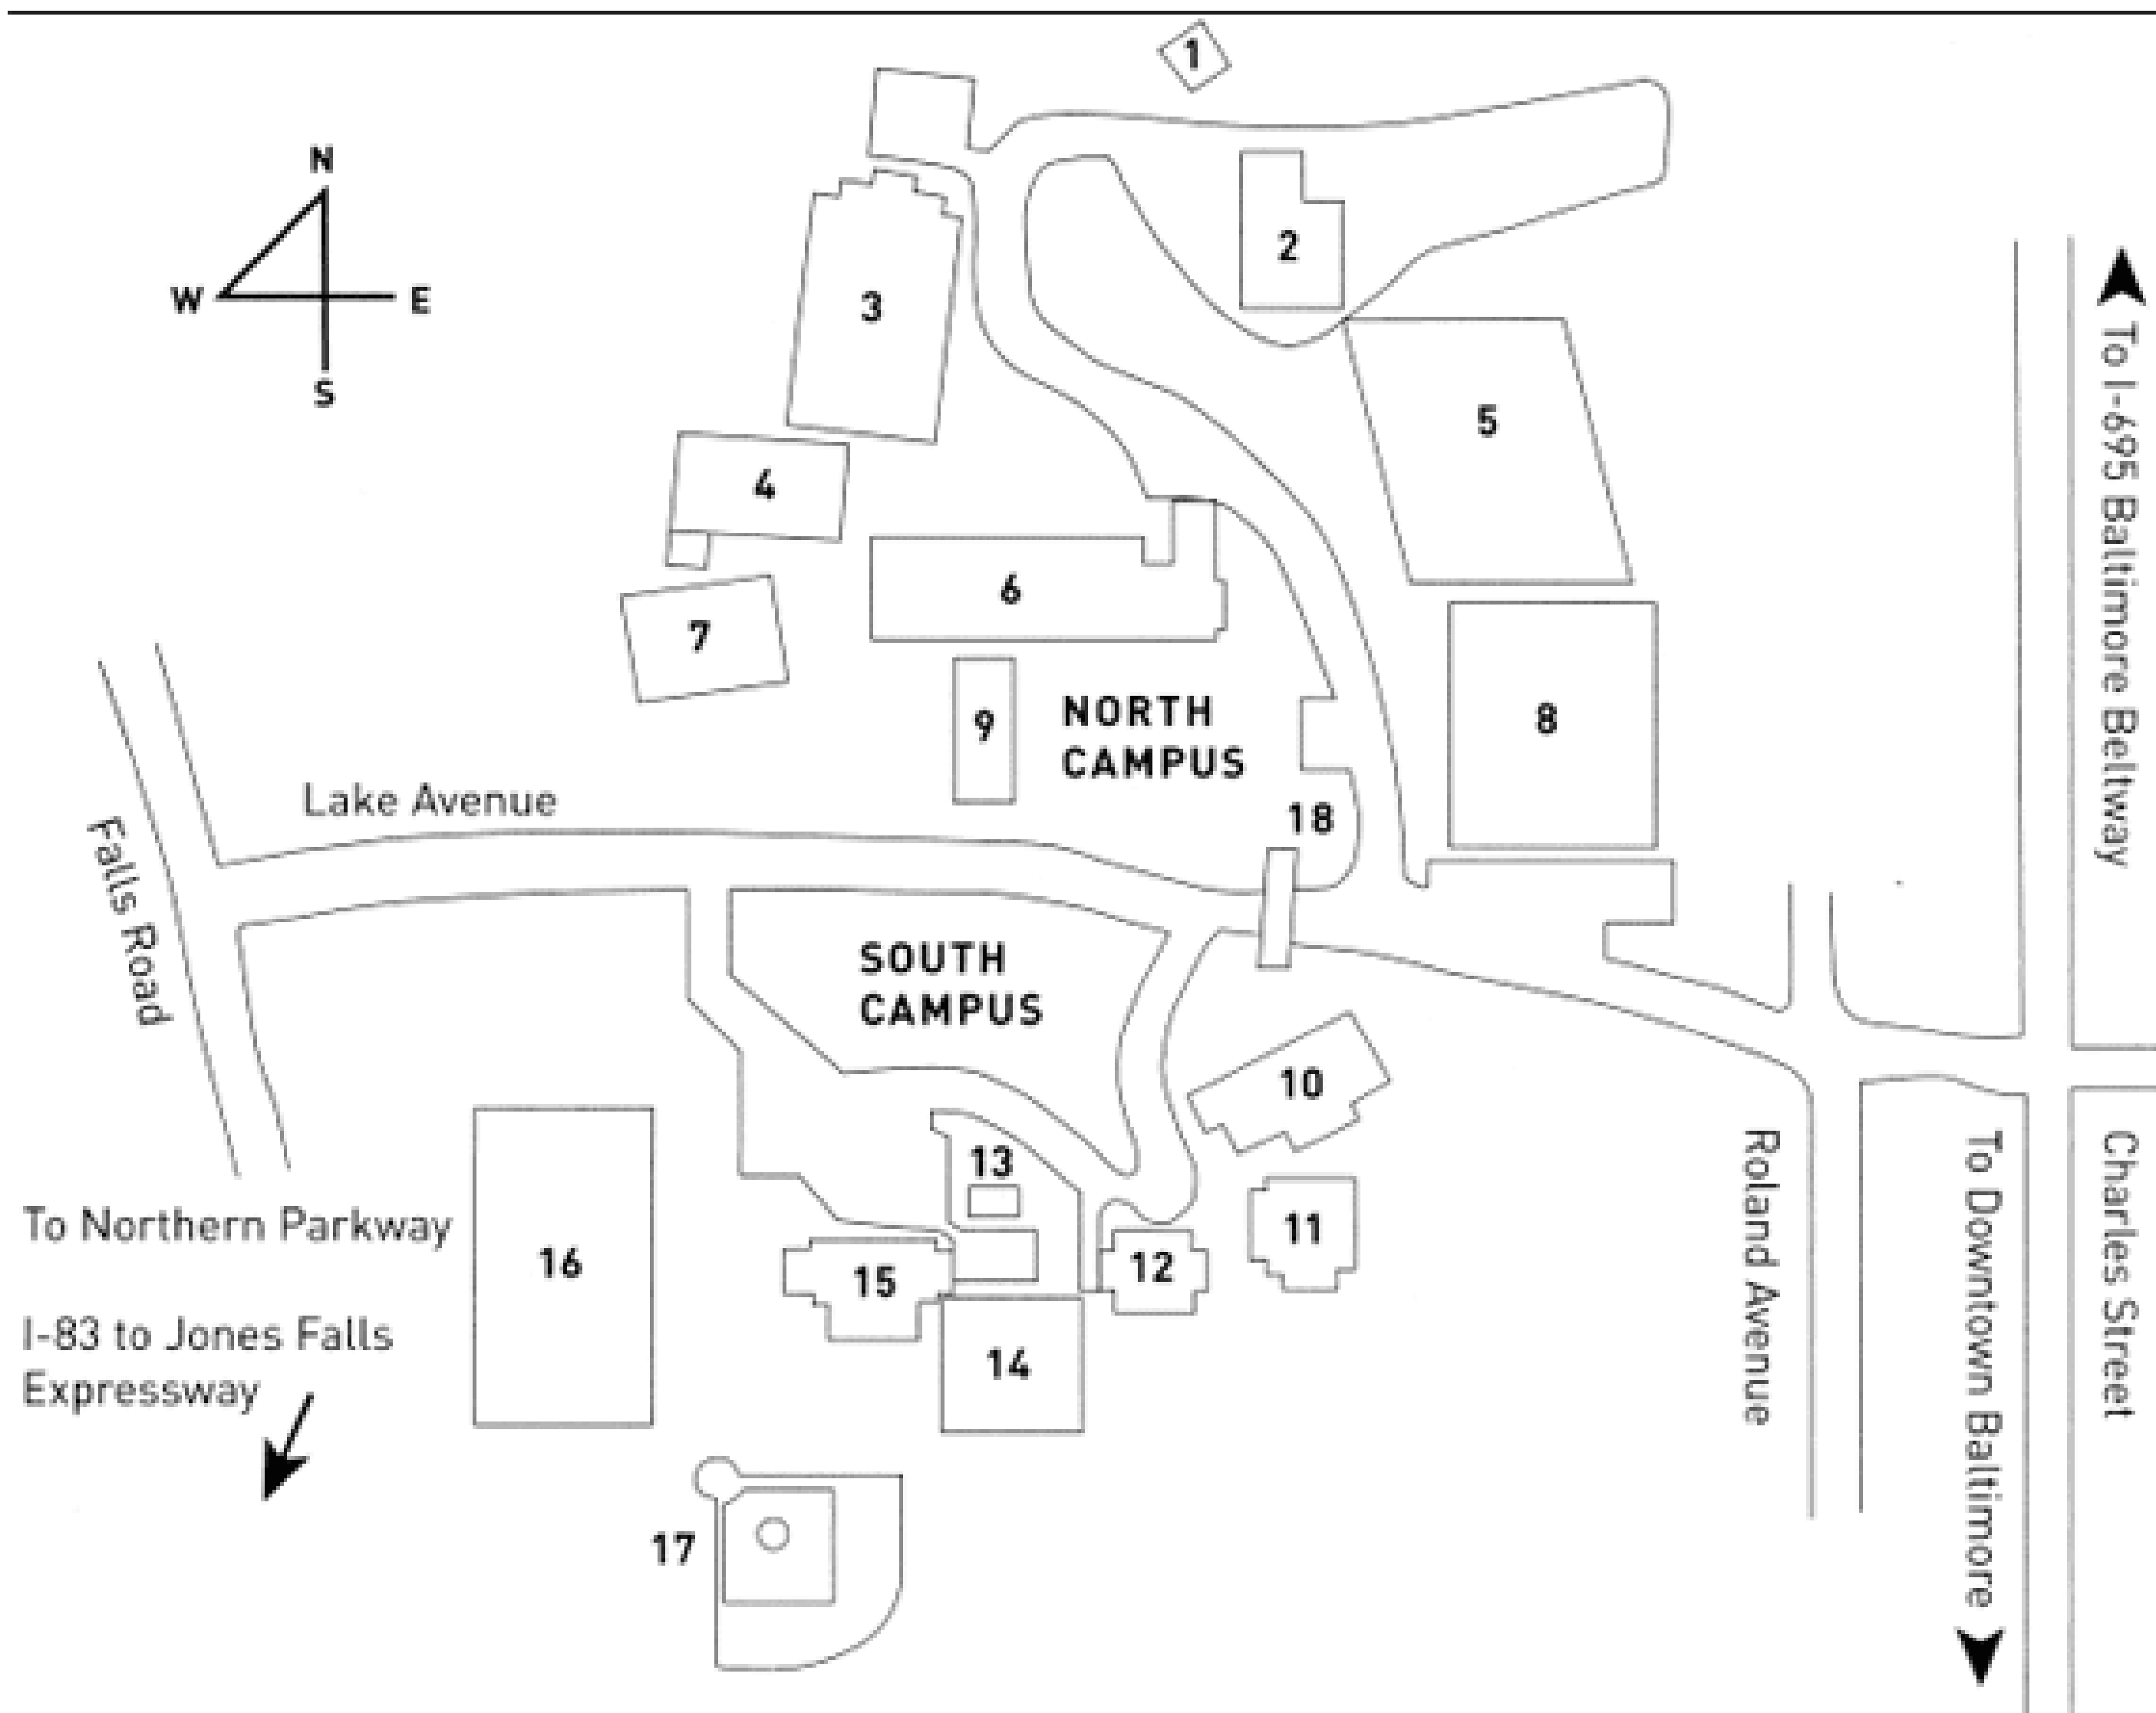 1
N
W
E
S
2
3
4
5
6
7
8
9
NORTH
CAMPUS
18
Lake Avenue
Falls Road
SOUTH
CAMPUS
10
11
12
13
14
15
16
17
To Northern Parkway
I-83 to Jones Falls
Expressway
Roland Avenue
To Downtown Baltimore
Charles Street
To I-695 Baltimore Beltway